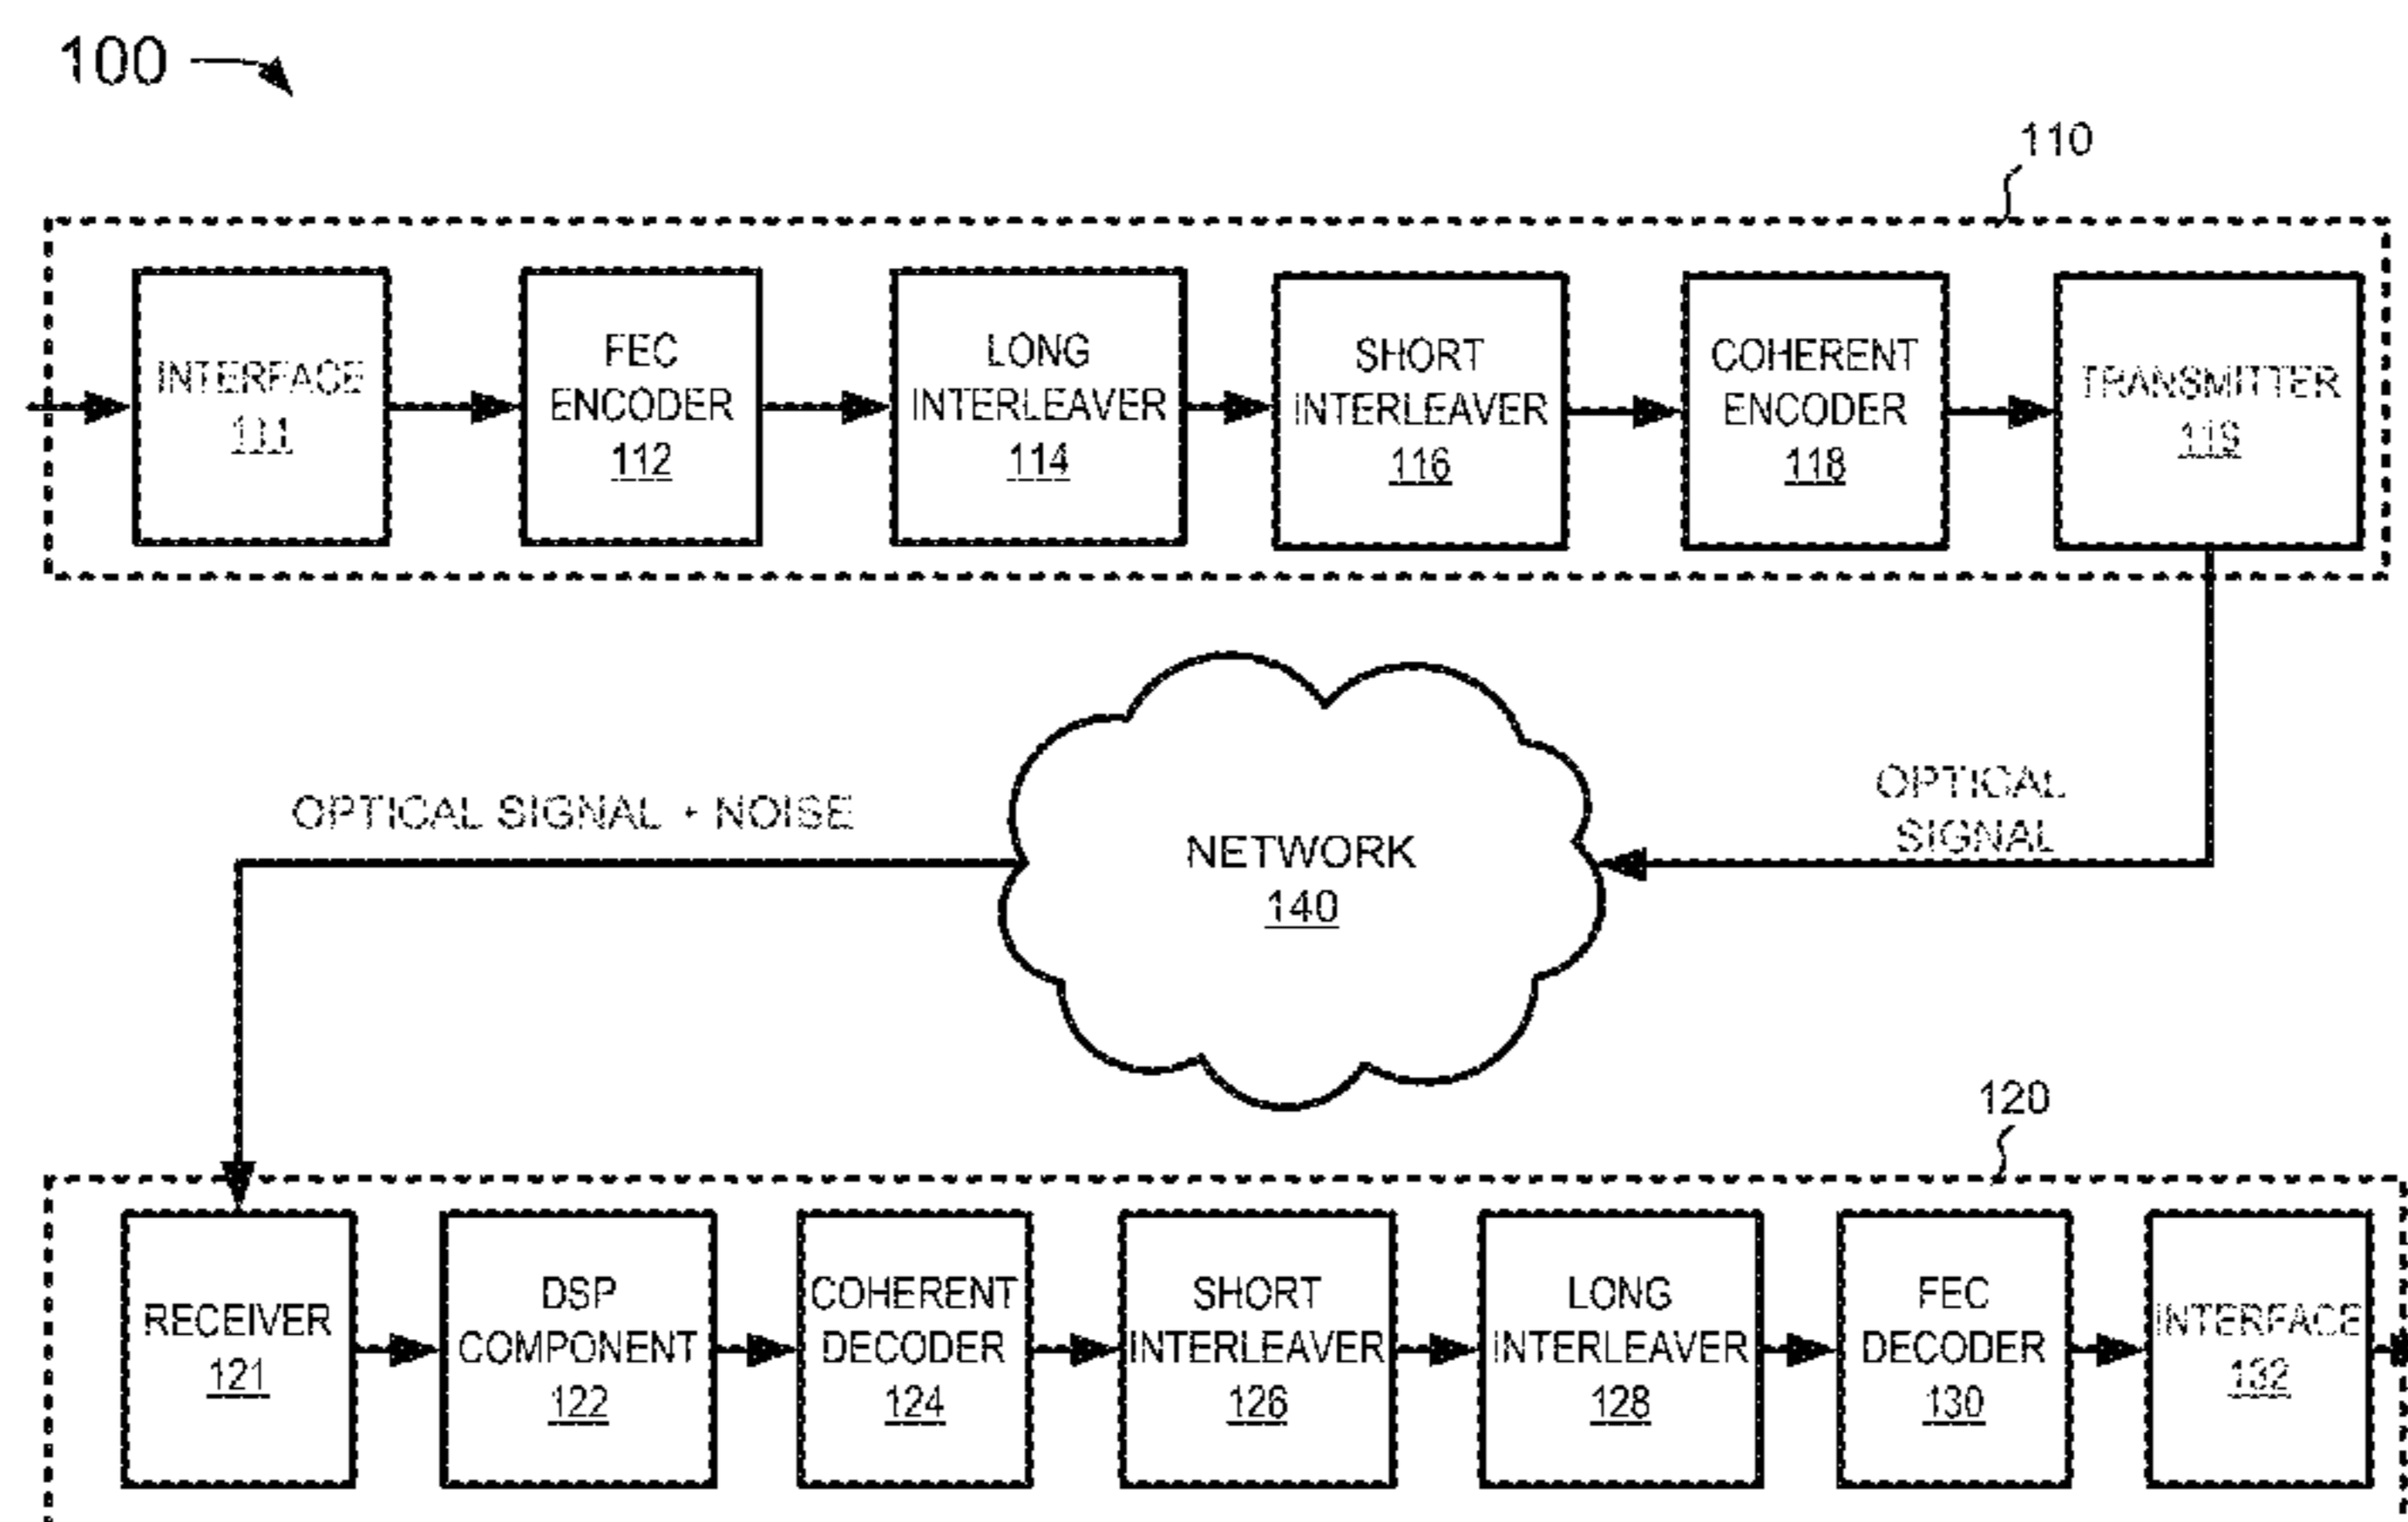 100
110
INTERFACE
111
FEC
ENCODER
112
LONG
INTERLEAVER
114
SHORT
INTERLEAVER
116
COHERENT
ENCODER
118
TRANSMITTER
119
OPTICAL SIGNAL + NOISE
NETWORK
140
OPTICAL
SIGNAL
120
RECEIVER
121
DSP
COMPONENT
122
COHERENT
DECODER
124
SHORT
INTERLEAVER
126
LONG
INTERLEAVER
128
FEC
DECODER
130
INTERFACE
132